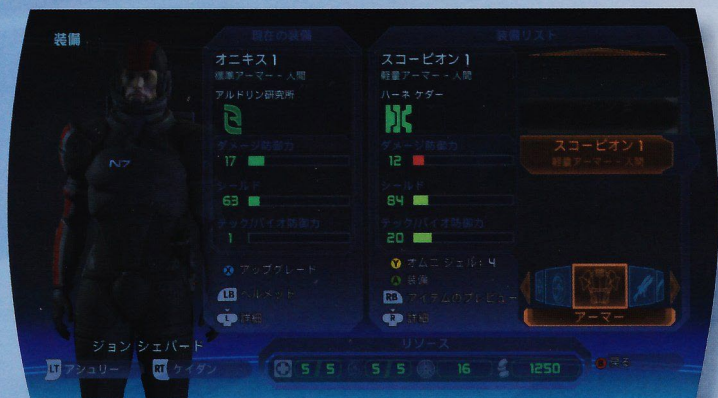 装備
現在の装備
オニキス 1
標準アーマー - 人間
アルドリン研究所
ダメージ防御力
17
シールド
63
テック/バイオ防御力
1
X アップグレード
LB ヘルメット
L 詳細
装備リスト
スコーピオン 1
軽量アーマー - 人間
ハーネ ケダー
ダメージ防御力
12
シールド
84
テック/バイオ防御力
20
Y オムニ ジェル: 4
A 装備
RB アイテムのプレビュー
R 詳細
スコーピオン 1
軽量アーマー - 人間
アーマー
N7
ジョン シェパード
LT アシュリー RT ケイダン
リソース
5 / 5 5 / 5 16 1250
B 戻る